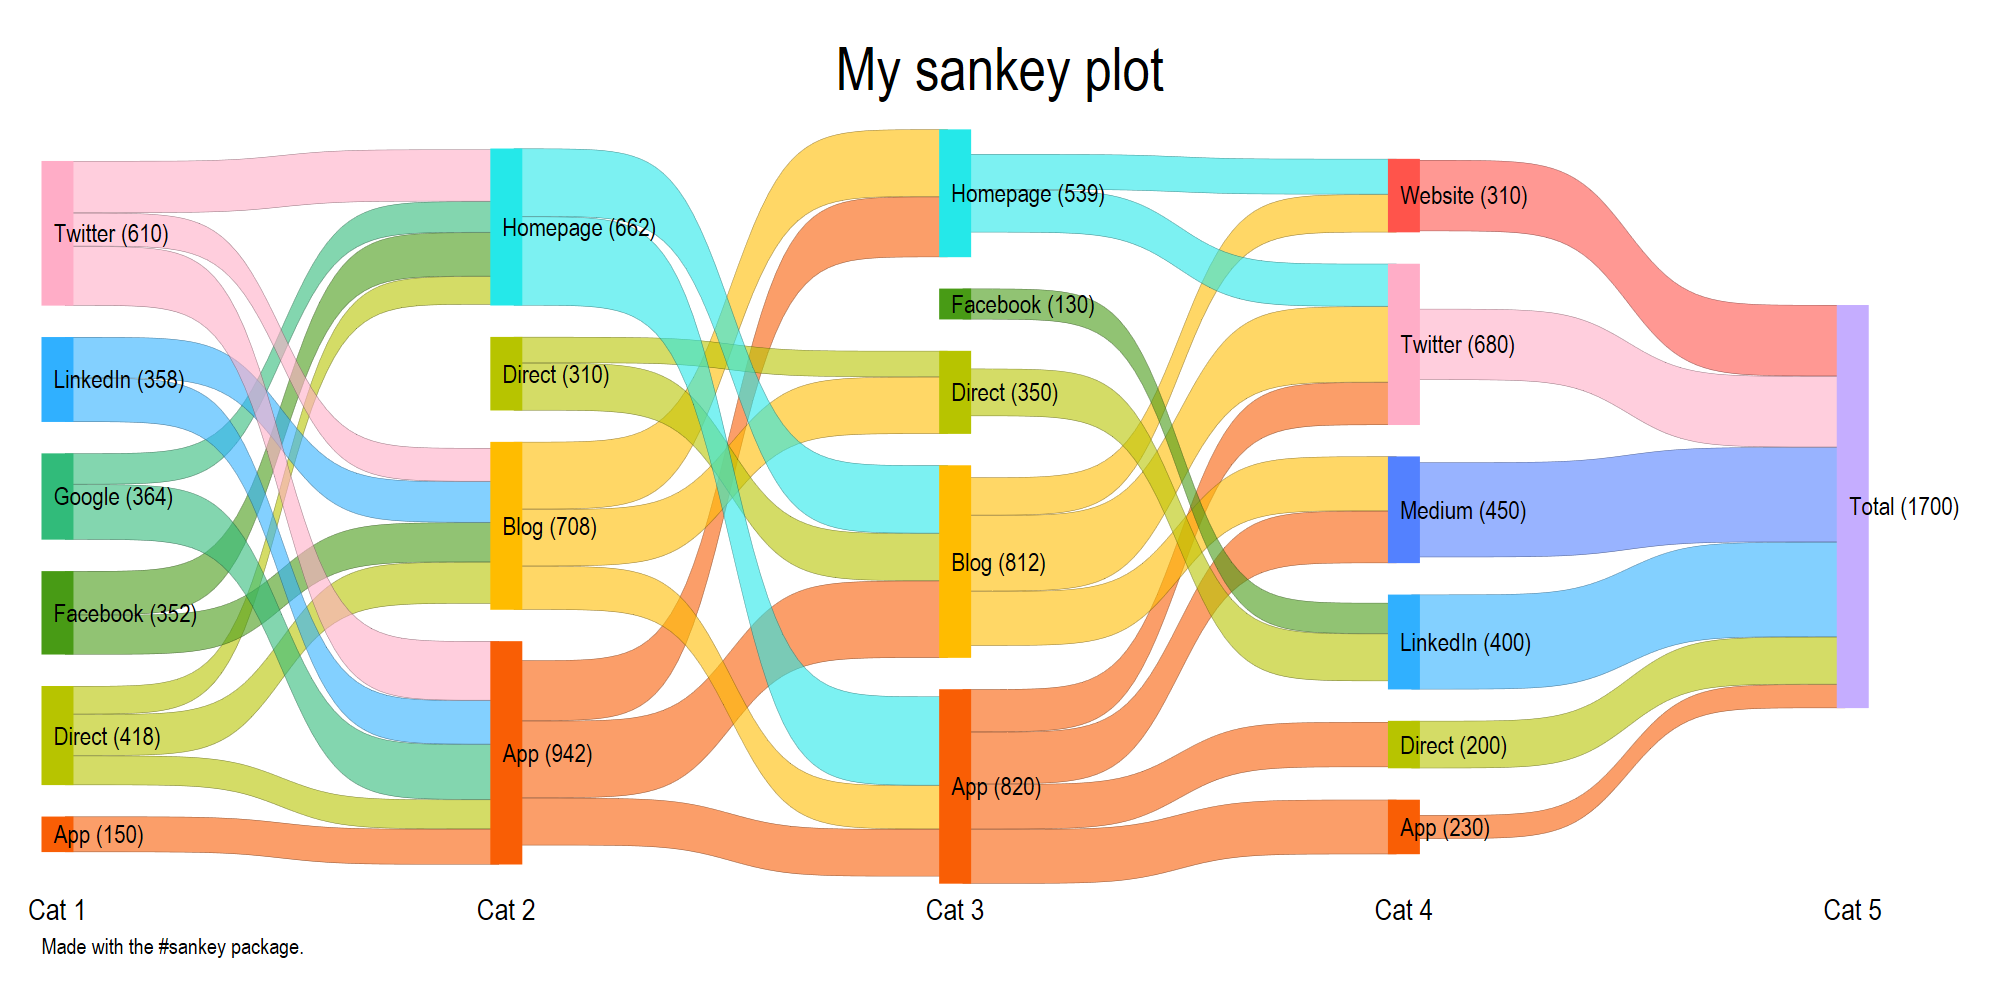 My sankey plot
Twitter (610)
LinkedIn (358)
Google (364)
Facebook (352)
Direct (418)
App (150)
Homepage (662)
Direct (310)
Blog (708)
App (942)
Homepage (539)
Facebook (130)
Direct (350)
Blog (812)
App (820)
Website (310)
Twitter (680)
Medium (450)
LinkedIn (400)
Direct (200)
App (230)
Total (1700)
Cat 1
Cat 2
Cat 3
Cat 4
Cat 5
Made with the #sankey package.